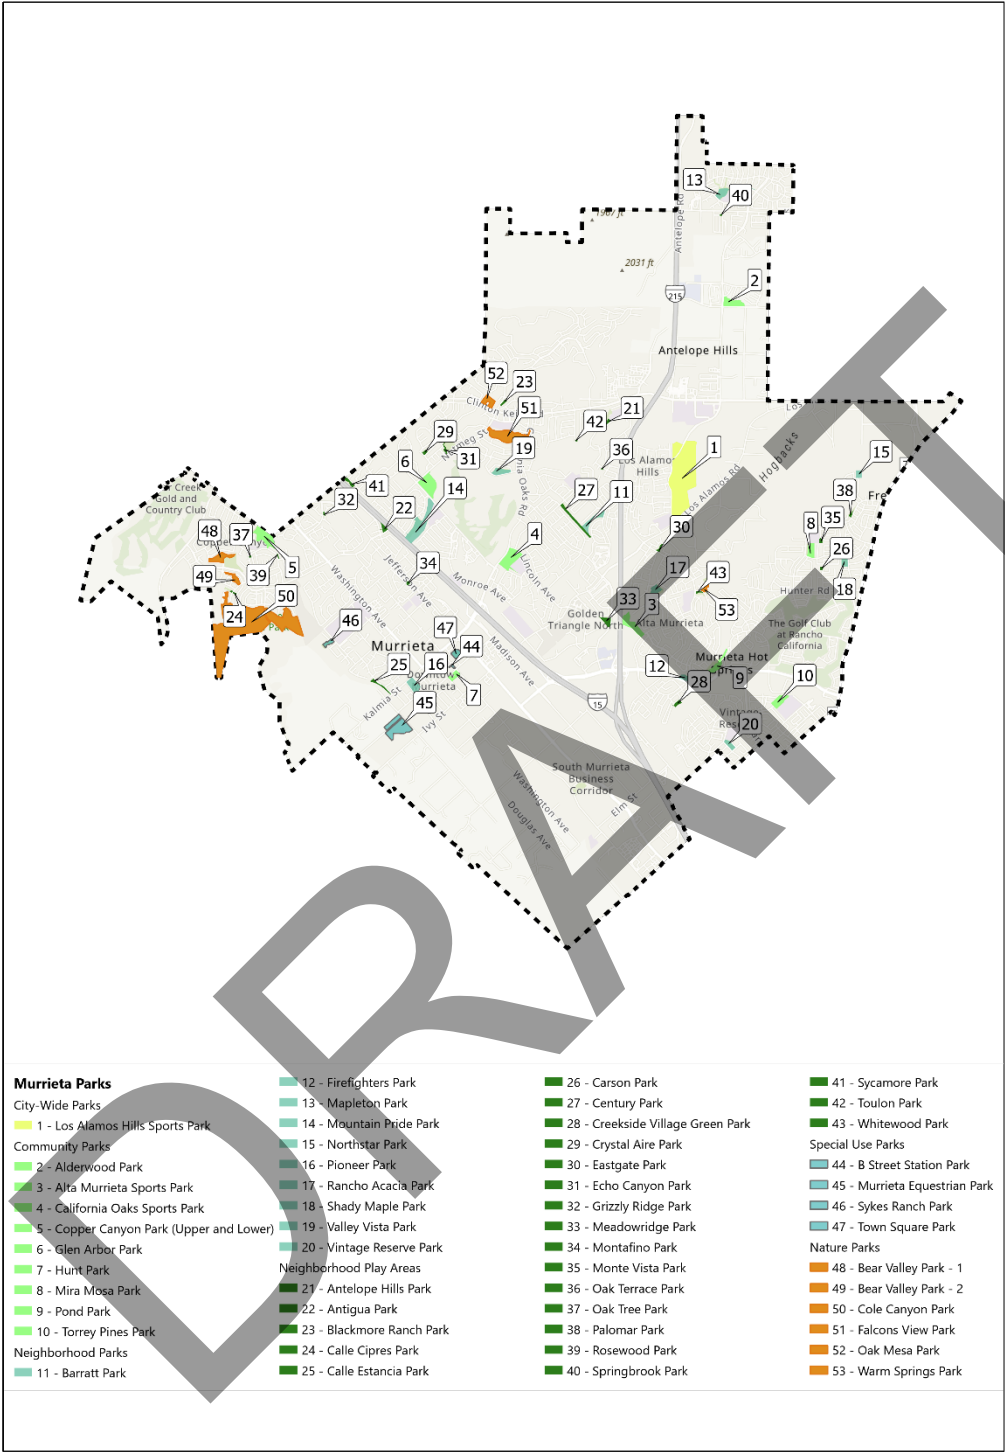 13
40
1967 ft
Antelope Rd
2031 ft
2
215
Antelope Hills
52
23
Clinton Kei
51
42
21
29
Nutmeg St
31
19
36
Los Alamo
Hills
1
Los
Hogbacks
15
6
14
Los Alamos Rd
Creek
Gold and
Country Club
41
32
22
27
11
38
Fre
48
37
30
8
35
4
26
49
39
5
34
Jefferson Ave
Monroe Ave
Lincoln Ave
17
43
18
Hunter Rd
24
50
Washington Ave
33
3
53
Golden
Triangle North
Alta Murrieta
The Golf Club
at Rancho
California
46
47
44
Murrieta
Madison Ave
25
16
12
Murrieta Hot
28
9
10
7
Kalmia St
45
Ivy St
15
20
South Murrieta
Business
Corridor
Washington Ave
Douglas Ave
Elm St
DRAFT
Murrieta Parks
City-Wide Parks
1 - Los Alamos Hills Sports Park
Community Parks
2 - Alderwood Park
3 - Alta Murrieta Sports Park
4 - California Oaks Sports Park
5 - Copper Canyon Park (Upper and Lower)
6 - Glen Arbor Park
7 - Hunt Park
8 - Mira Mosa Park
9 - Pond Park
10 - Torrey Pines Park
Neighborhood Parks
11 - Barratt Park
12 - Firefighters Park
13 - Mapleton Park
14 - Mountain Pride Park
15 - Northstar Park
16 - Pioneer Park
17 - Rancho Acacia Park
18 - Shady Maple Park
19 - Valley Vista Park
20 - Vintage Reserve Park
Neighborhood Play Areas
21 - Antelope Hills Park
22 - Antigua Park
23 - Blackmore Ranch Park
24 - Calle Cipres Park
25 - Calle Estancia Park
26 - Carson Park
27 - Century Park
28 - Creekside Village Green Park
29 - Crystal Aire Park
30 - Eastgate Park
31 - Echo Canyon Park
32 - Grizzly Ridge Park
33 - Meadowridge Park
34 - Montafino Park
35 - Monte Vista Park
36 - Oak Terrace Park
37 - Oak Tree Park
38 - Palomar Park
39 - Rosewood Park
40 - Springbrook Park
41 - Sycamore Park
42 - Toulon Park
43 - Whitewood Park
Special Use Parks
44 - B Street Station Park
45 - Murrieta Equestrian Park
46 - Sykes Ranch Park
47 - Town Square Park
Nature Parks
48 - Bear Valley Park - 1
49 - Bear Valley Park - 2
50 - Cole Canyon Park
51 - Falcons View Park
52 - Oak Mesa Park
53 - Warm Springs Park